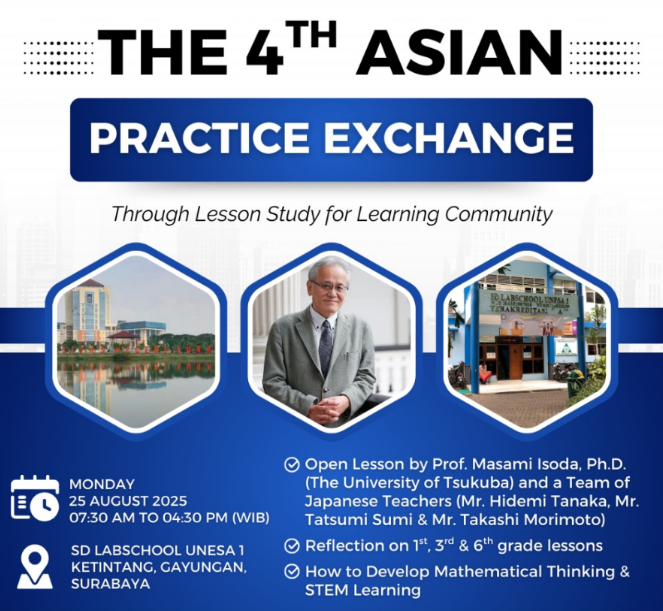 THE 4TH ASIAN
PRACTICE EXCHANGE
Through Lesson Study for Learning Community
SD LABSCHOOL UNESA 1
TERAKREDITASI A
MONDAY
25 AUGUST 2025
07:30 AM TO 04:30 PM (WIB)
SD LABSCHOOL UNESA 1
KETINTANG, GAYUNGAN,
SURABAYA
Open Lesson by Prof. Masami Isoda, Ph.D.
(The University of Tsukuba) and a Team of
Japanese Teachers (Mr. Hidemi Tanaka, Mr.
Tatsumi Sumi & Mr. Takashi Morimoto)
Reflection on 1st, 3rd & 6th grade lessons
How to Develop Mathematical Thinking &
STEM Learning